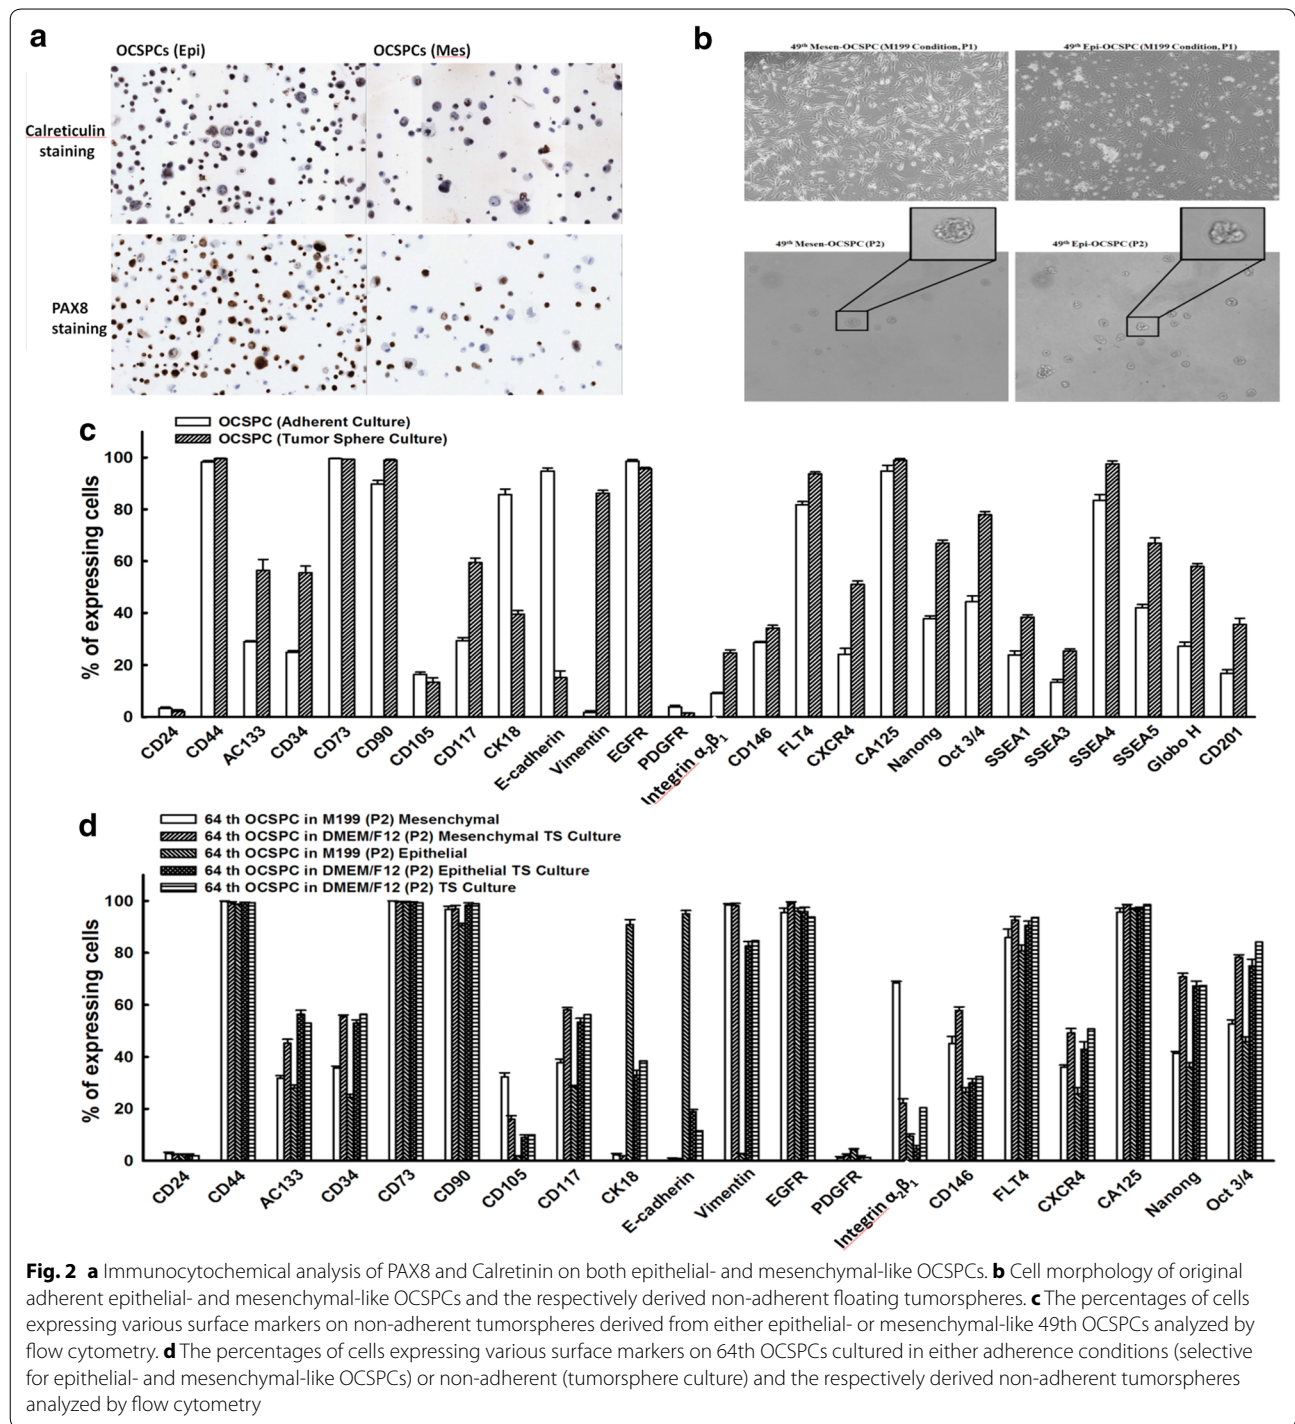 a
OCSPCs (Epi)
OCSPCs (Mes)
Calreticulin
staining
PAX8
staining
b
49th Mesen-OCSPC (M199 Condition, P1)
49th Epi-OCSPC (M199 Condition, P1)
49th Mesen-OCSPC (P2)
49th Epi-OCSPC (P2)
c
OCSPC (Adherent Culture)
OCSPC (Tumor Sphere Culture)
% of expressing cells
100
80
60
40
20
0
CD24
CD44
AC133
CD34
CD73
CD90
CD105
CD117
CK18
E-cadherin
Vimentin
EGFR
PDGFR
Integrin α2β1
CD146
FLT4
CXCR4
CA125
Nanong
Oct 3/4
SSEA1
SSEA3
SSEA4
SSEA5
Globo H
CD201
d
64 th OCSPC in M199 (P2) Mesenchymal
64 th OCSPC in DMEM/F12 (P2) Mesenchymal TS Culture
64 th OCSPC in M199 (P2) Epithelial
64 th OCSPC in DMEM/F12 (P2) Epithelial TS Culture
64 th OCSPC in DMEM/F12 (P2) TS Culture
% of expressing cells
100
80
60
40
20
0
CD24
CD44
AC133
CD34
CD73
CD90
CD105
CD117
CK18
E-cadherin
Vimentin
EGFR
PDGFR
Integrin α2β1
CD146
FLT4
CXCR4
CA125
Nanong
Oct 3/4
Fig. 2 a Immunocytochemical analysis of PAX8 and Calretinin on both epithelial- and mesenchymal-like OCSPCs. b Cell morphology of original
adherent epithelial- and mesenchymal-like OCSPCs and the respectively derived non-adherent floating tumorspheres. c The percentages of cells
expressing various surface markers on non-adherent tumorspheres derived from either epithelial- or mesenchymal-like 49th OCSPCs analyzed by
flow cytometry. d The percentages of cells expressing various surface markers on 64th OCSPCs cultured in either adherence conditions (selective
for epithelial- and mesenchymal-like OCSPCs) or non-adherent (tumorsphere culture) and the respectively derived non-adherent tumorspheres
analyzed by flow cytometry